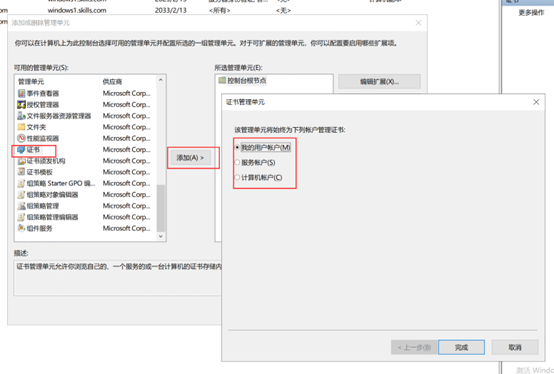 windows1.skills.com 2033/2/13 <所有> <无>
更多操作
添加或删除管理单元
你可以在计算机上为此控制台选择可用的管理单元并配置所选的一组管理单元。对于可扩展的管理单元，你可以配置要启用哪些扩展项。
可用的管理单元(S):
管理单元 供应商
事件查看器 Microsoft Corp...
授权管理器 Microsoft Corp...
文件服务器资源管理器 Microsoft Corp...
文件夹 Microsoft Corp...
性能监视器 Microsoft Corp...
证书 Microsoft Corp...
证书颁发机构 Microsoft Corp...
证书模板 Microsoft Corp...
组策略 Starter GPO 编... Microsoft Corp...
组策略对象编辑器 Microsoft Corp...
组策略管理 Microsoft Corp...
组策略管理编辑器 Microsoft Corp...
组件服务 Microsoft Corp...
添加(A) >
所选管理单元(E):
控制台根节点
编辑扩展(X)...
描述:
证书管理单元允许你浏览自己的、一个服务的或一台计算机的证书存储内
证书管理单元
该管理单元将始终为下列帐户管理证书:
我的用户帐户(M)
服务帐户(S)
计算机帐户(C)
< 上一步(B)
完成
取消
激活 Windo